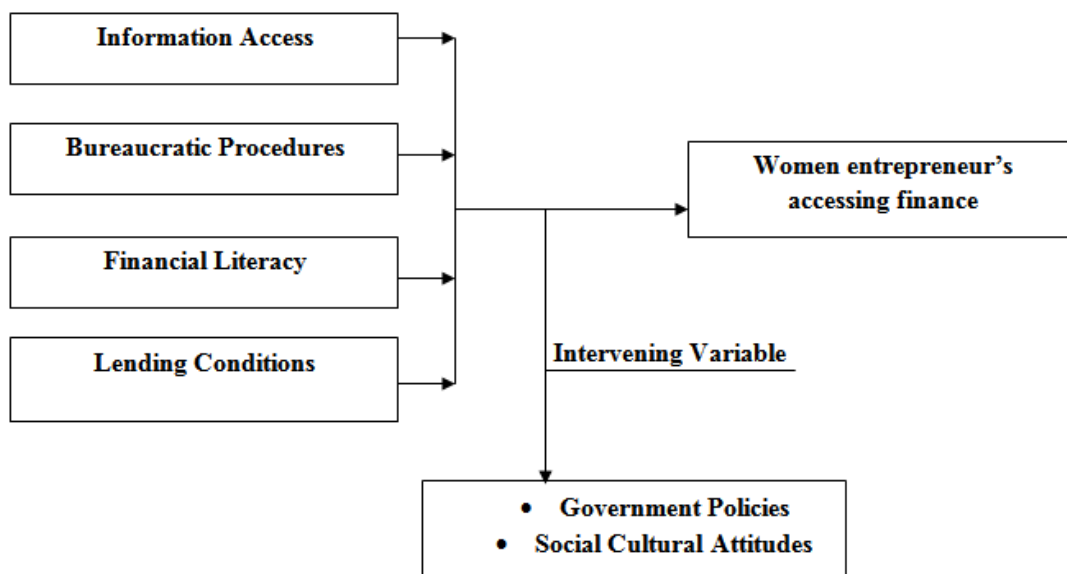 Information Access
Bureaucratic Procedures
Financial Literacy
Lending Conditions
Women entrepreneur’s
accessing finance
Intervening Variable
• Government Policies
• Social Cultural Attitudes